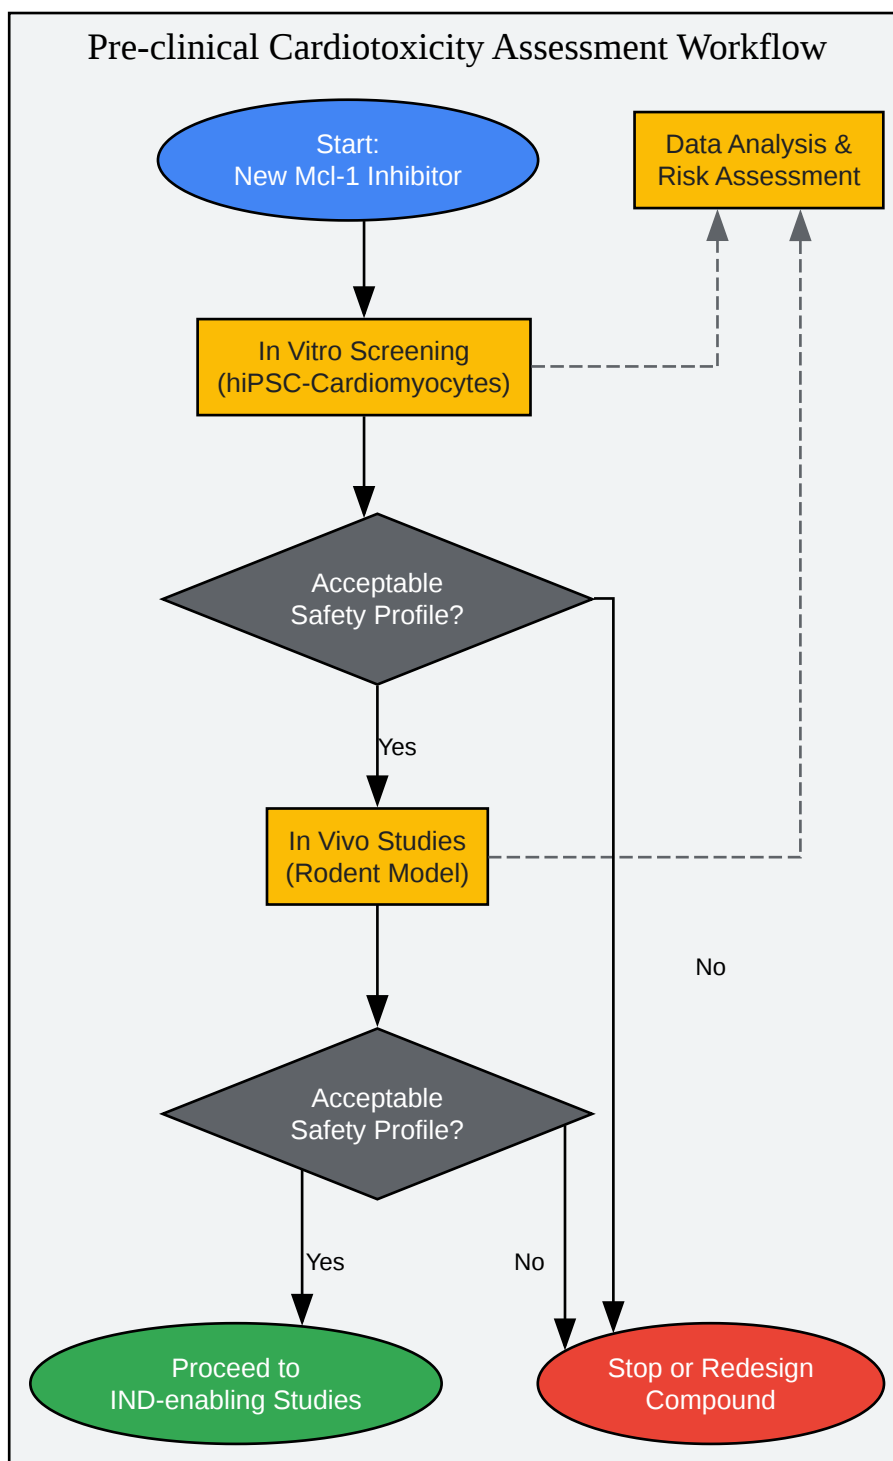 Pre-clinical Cardiotoxicity Assessment Workflow
Start:
New Mcl-1 Inhibitor
Data Analysis &
Risk Assessment
In Vitro Screening
(hiPSC-Cardiomyocytes)
Acceptable
Safety Profile?
Yes
In Vivo Studies
(Rodent Model)
No
Acceptable
Safety Profile?
Yes
No
Proceed to
IND-enabling Studies
Stop or Redesign
Compound